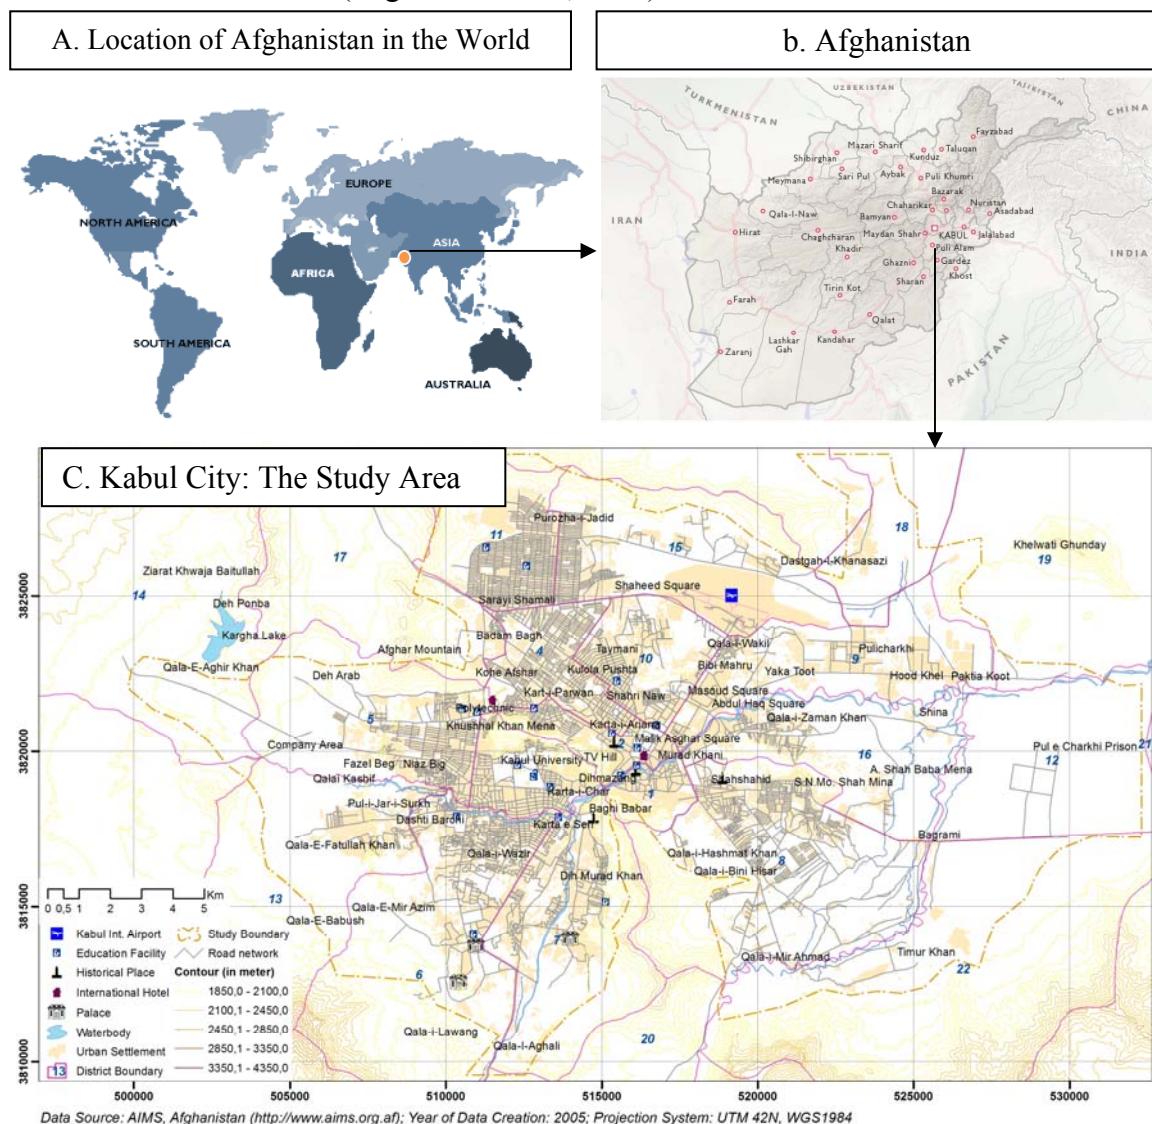 A. Location of Afghanistan in the World
b. Afghanistan
NORTH AMERICA
SOUTH AMERICA
EUROPE
AFRICA
ASIA
AUSTRALIA
TURKMENISTAN
UZBEKISTAN
TAJIKISTAN
CHINA
IRAN
INDIA
PAKISTAN
Fayzabad
Mazari Sharif
Kunduz
Taluqan
Shibirghan
Sari Pul
Aybak
Puli Khumri
Meymana
Bazarak
Qala-I-Naw
Chaharikar
Nuristan
Asadabad
Bamyan
Hirat
Chaghcharan
Maydan Shahr
KABUL
Jalalabad
Khadir
Puli Alam
Ghazni
Gardez
Khost
Sharan
Tirin Kot
Farah
Qalat
Lashkar
Gah
Kandahar
Zaranj
C. Kabul City: The Study Area
Purozha-i-Jadid
11
18
17
15
Dastgah-I-Khanasazi
Khelwati Ghunday
19
Ziarat Khwaja Baitullah
Shaheed Square
14
Deh Ponba
Sarayi Shamali
Kargha Lake
Badam Bagh
Afghar Mountain
4
Taymani
10
Qala-i-Wakil
Pulicharkhi
9
Qala-E-Aghir Khan
Kohe Afshar
Kulola Pushta
Bibi Mahru
Yaka Toot
Hood Khel
Paktia Koot
Deh Arab
Kart-i-Parwan
Shahri Naw
Masoud Square
Abdul Haq Square
Polytechnic
5
Khushhal Khan Mena
Karta-i-Ariana
Qala-i-Zaman Khan
Shina
Company Area
2
Malik Asghar Square
16
21
Fazel Beg
Niaz Big
Kabul University
TV Hill
Murad Khani
Pul e Charkhi Prison
12
Qalai Kasbif
Dihmazang
Shahshahid
S.N.Mo. Shah Mina
A. Shah Baba Mena
Karta-i-Char
1
Pul-i-Jar-i-Surkh
Dashti Barchi
Baghi Babar
Karta e Seh
Bagrami
Qala-E-Fatullah Khan
Qala-i-Wazir
Qala-i-Hashmat Khan
8
Qala-i-Bini Hisar
Dih Murad Khan
13
Qala-E-Mir Azim
Qala-E-Babush
7
Qala-i-Mir Ahmad
Timur Khan
22
6
Qala-i-Lawang
Qala-I-Aghali
20
Km
0 0,5 1 2 3 4 5
Kabul Int. Airport
Education Facility
Historical Place
International Hotel
Palace
Waterbody
Urban Settlement
13 District Boundary
Study Boundary
Road network
Contour (in meter)
1850,0 - 2100,0
2100,1 - 2450,0
2450,1 - 2850,0
2850,1 - 3350,0
3350,1 - 4350,0
3825000
3820000
3815000
3810000
500000 505000 510000 515000 520000 525000 530000
Data Source: AIMS, Afghanistan (http://www.aims.org.af); Year of Data Creation: 2005; Projection System: UTM 42N, WGS1984